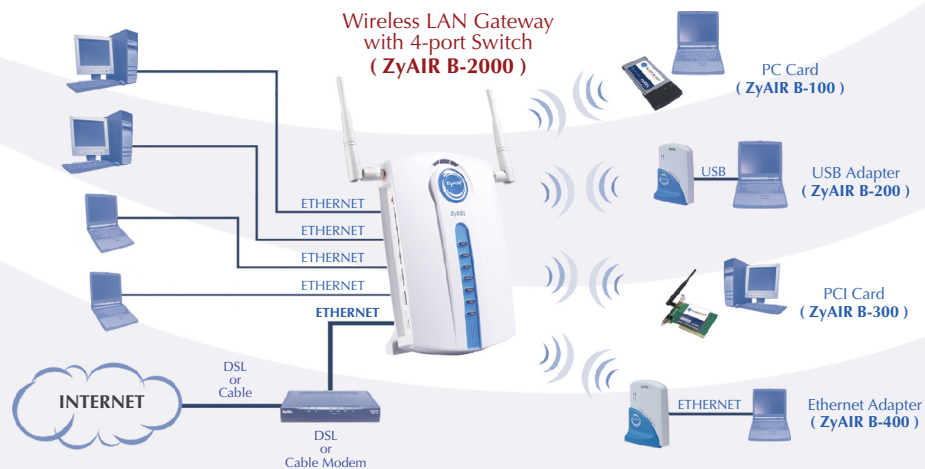 Wireless LAN Gateway
with 4-port Switch
( ZyAIR B-2000 )
PC Card
( ZyAIR B-100 )
USB
USB Adapter
( ZyAIR B-200 )
ZyAIR
ZyXEL
ETHERNET
ETHERNET
ETHERNET
ETHERNET
ETHERNET
PCI Card
( ZyAIR B-300 )
INTERNET
DSL
or
Cable
DSL
or
Cable Modem
ETHERNET
Ethernet Adapter
( ZyAIR B-400 )